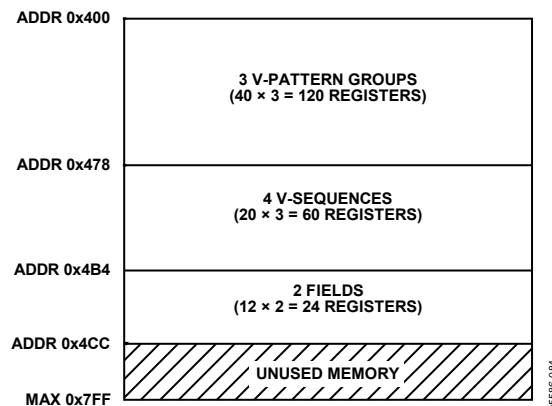 ADDR 0x400
3 V-PATTERN GROUPS
(40 × 3 = 120 REGISTERS)
ADDR 0x478
4 V-SEQUENCES
(20 × 3 = 60 REGISTERS)
ADDR 0x4B4
2 FIELDS
(12 × 2 = 24 REGISTERS)
ADDR 0x4CC
UNUSED MEMORY
MAX 0x7FF